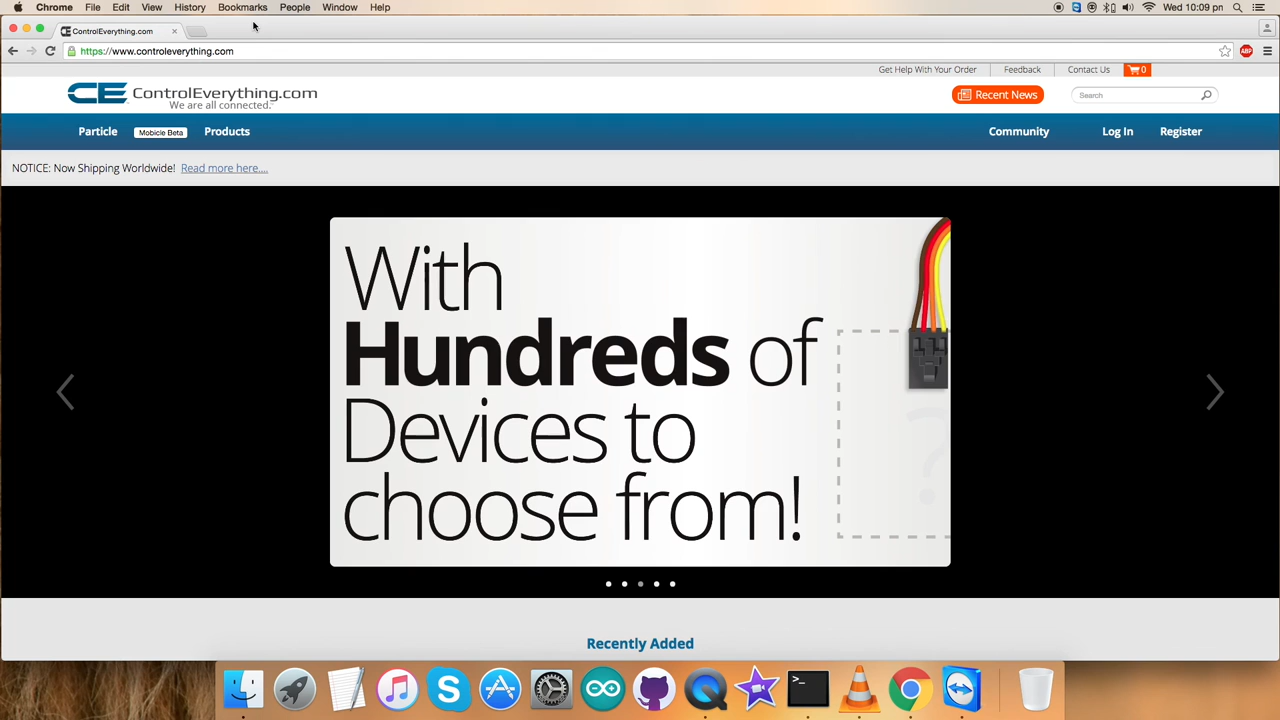 Chrome File Edit View History Bookmarks People Window Help Wed 10:09 pm
ControlEverything.com
https://www.controleverything.com ABP
Get Help With Your Order Feedback Contact Us 0
CE ControlEverything.com Recent News Search
We are all connected.
Particle Mobicle Beta Products Community Log In Register
NOTICE: Now Shipping Worldwide! Read more here....
With
Hundreds of
Devices to
choose from!
Recently Added